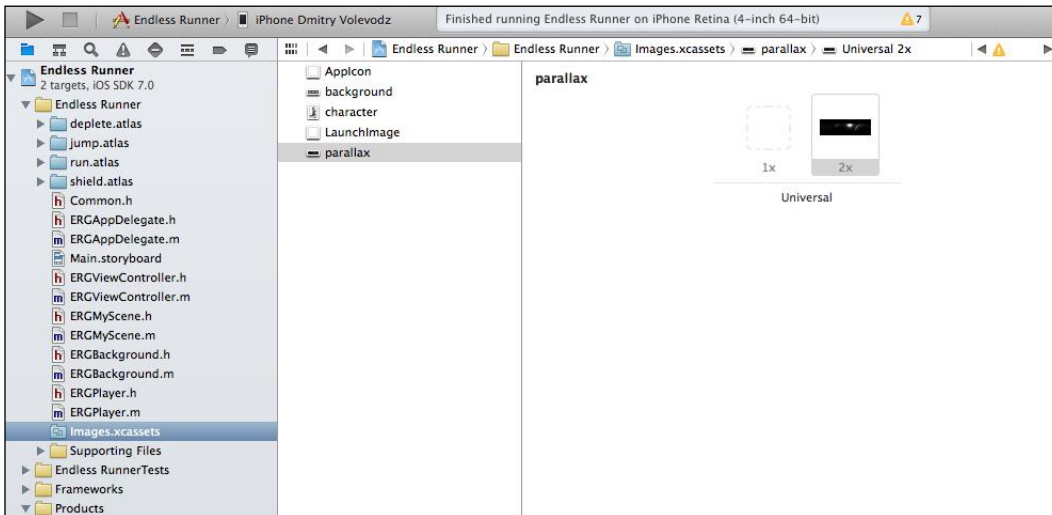 Endless Runner iPhone Dmitry Volevodz
Finished running Endless Runner on iPhone Retina (4-inch 64-bit) 7
Endless Runner Endless Runner Images.xcassets parallax Universal 2x
Endless Runner
2 targets, iOS SDK 7.0
Endless Runner
deplete.atlas
jump.atlas
run.atlas
shield.atlas
h Common.h
h ERGAppDelegate.h
m ERGAppDelegate.m
Main.storyboard
h ERGViewController.h
m ERGViewController.m
h ERGMyScene.h
m ERGMyScene.m
h ERGBackground.h
m ERGBackground.m
h ERGPlayer.h
m ERGPlayer.m
Images.xcassets
Supporting Files
Endless RunnerTests
Frameworks
Products
AppIcon
background
character
LaunchImage
parallax
parallax
1x 2x
Universal